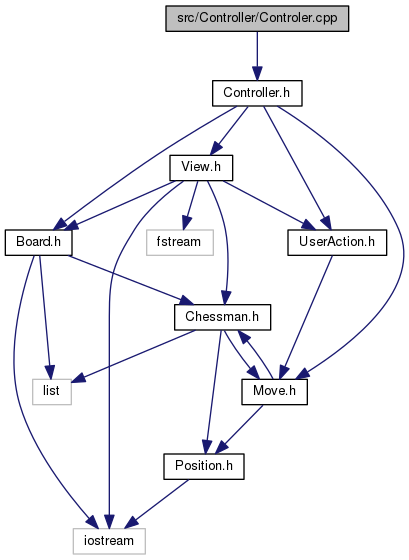 src/Controller/Controler.cpp
Controller.h
View.h
Board.h
fstream
UserAction.h
Chessman.h
list
Move.h
Position.h
iostream